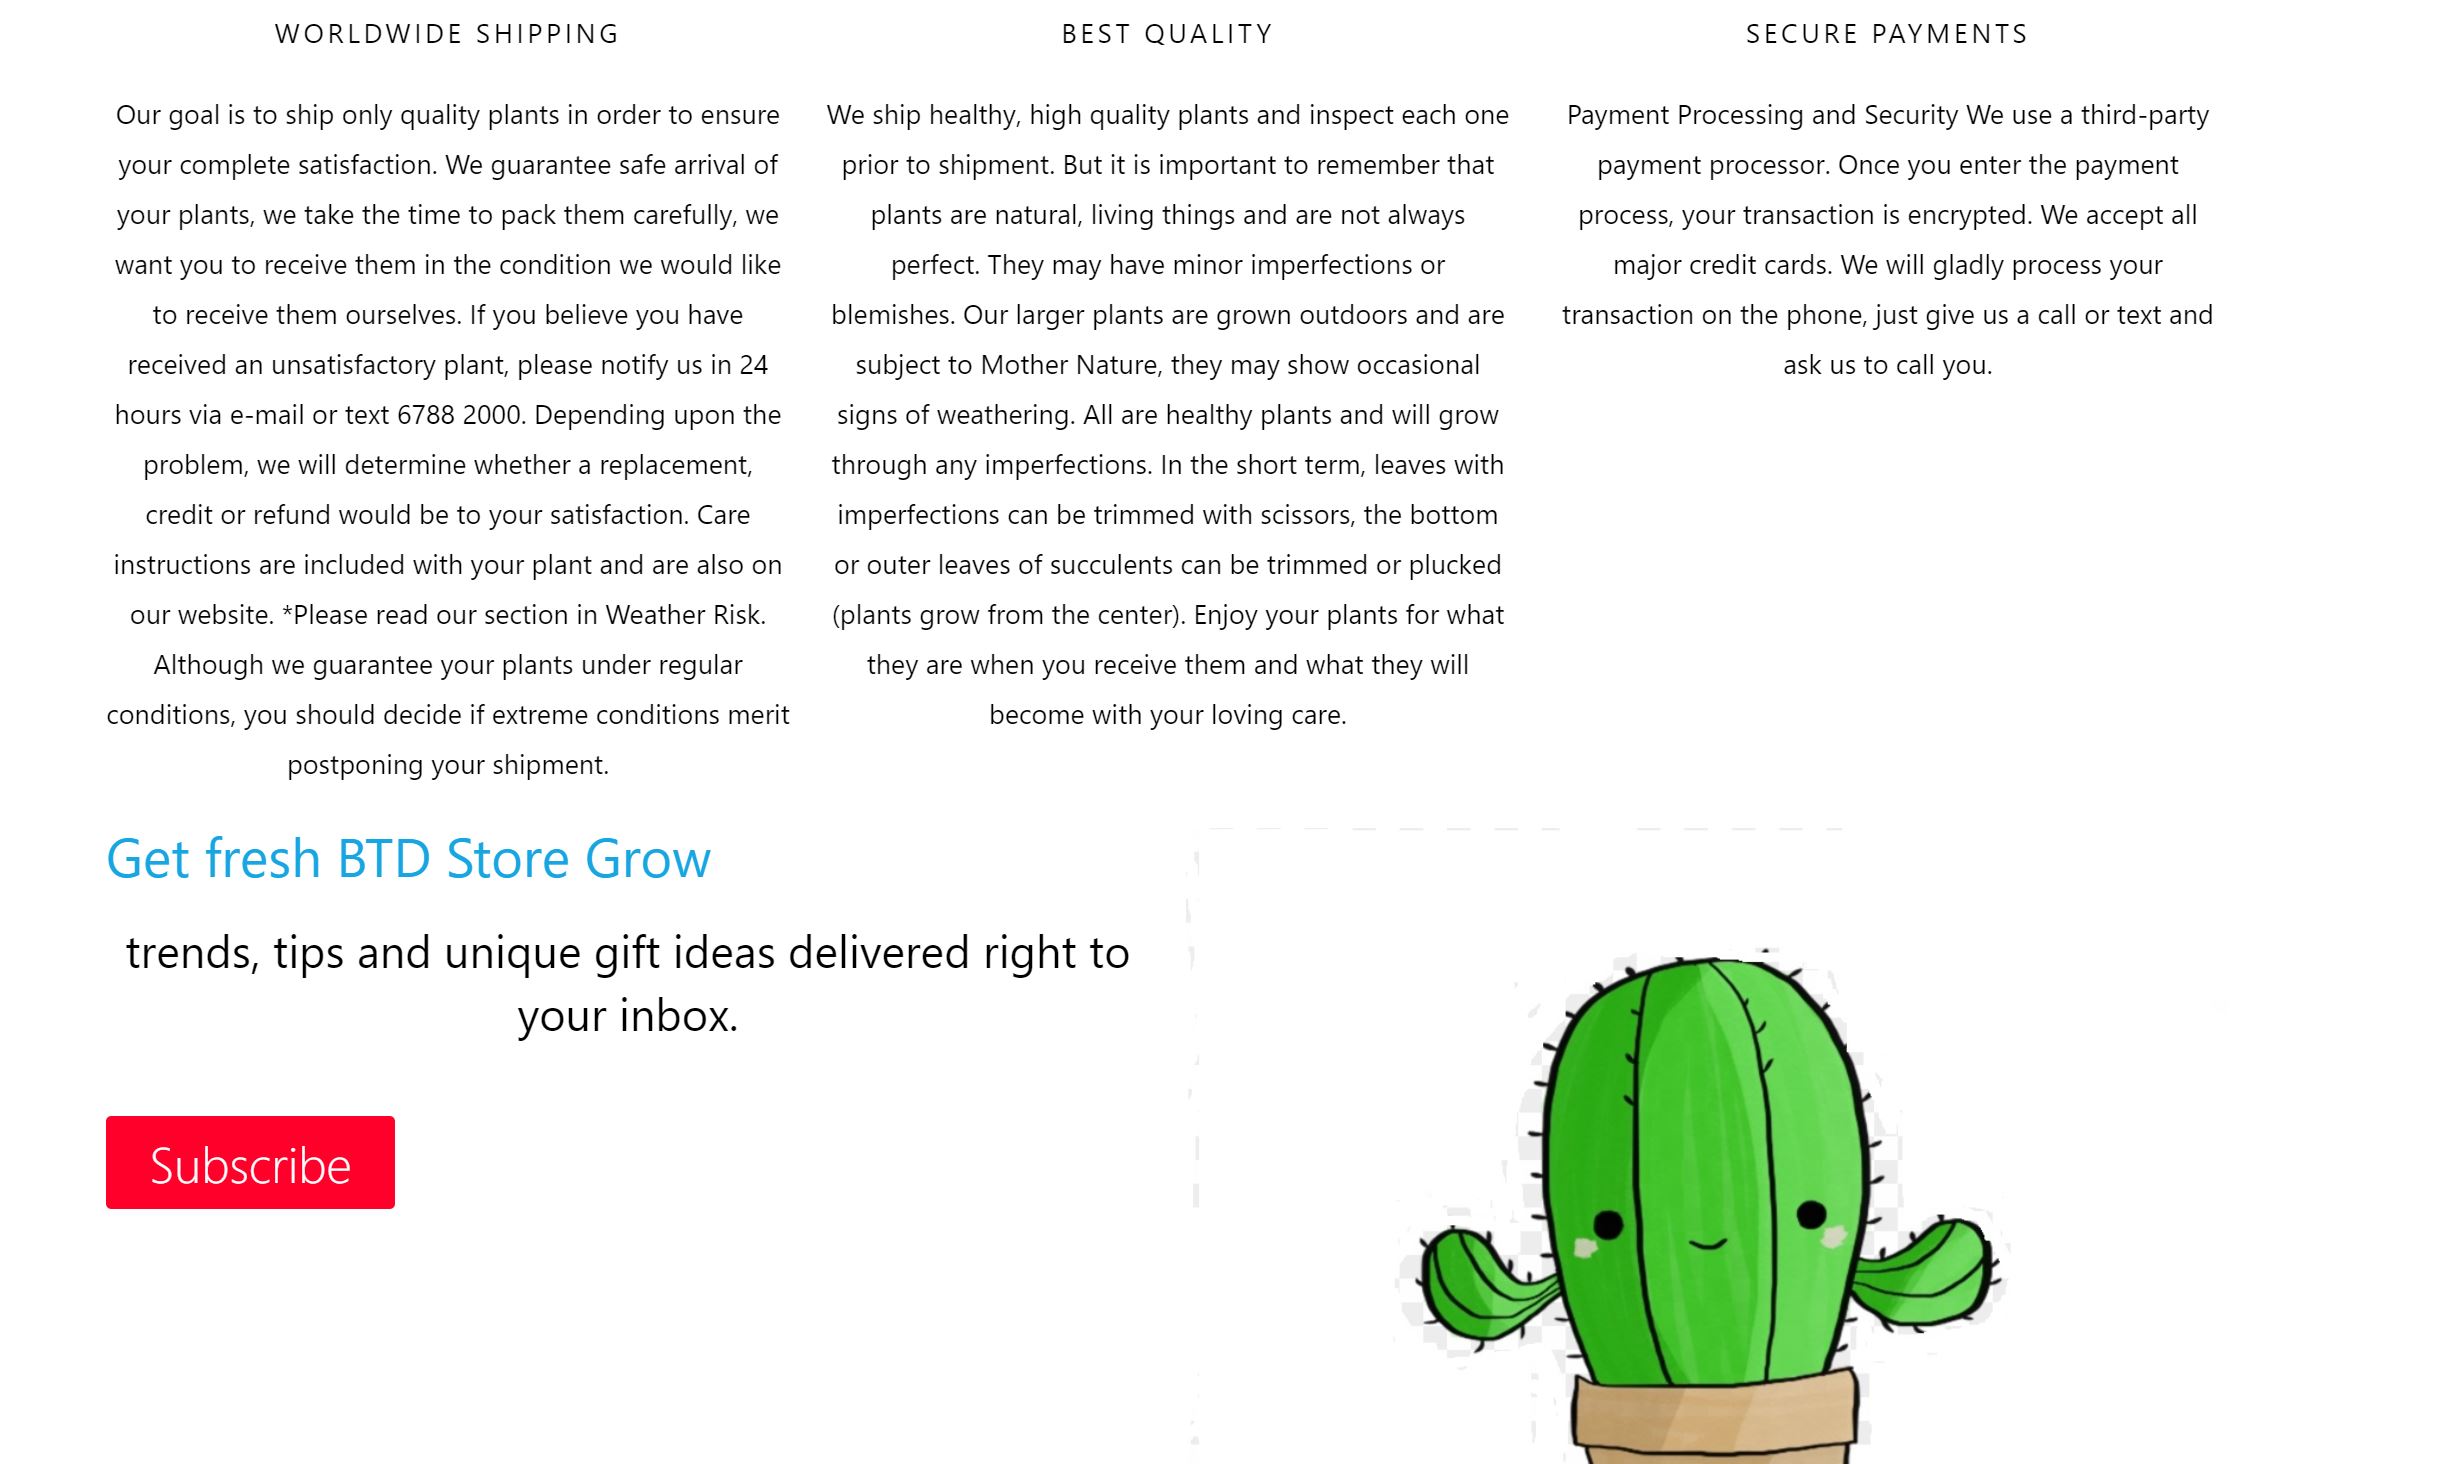 WORLDWIDE SHIPPING
Our goal is to ship only quality plants in order to ensure
your complete satisfaction. We guarantee safe arrival of
your plants, we take the time to pack them carefully, we
want you to receive them in the condition we would like
to receive them ourselves. If you believe you have
received an unsatisfactory plant, please notify us in 24
hours via e-mail or text 6788 2000. Depending upon the
problem, we will determine whether a replacement,
credit or refund would be to your satisfaction. Care
instructions are included with your plant and are also on
our website. *Please read our section in Weather Risk.
Although we guarantee your plants under regular
conditions, you should decide if extreme conditions merit
postponing your shipment.
BEST QUALITY
We ship healthy, high quality plants and inspect each one
prior to shipment. But it is important to remember that
plants are natural, living things and are not always
perfect. They may have minor imperfections or
blemishes. Our larger plants are grown outdoors and are
subject to Mother Nature, they may show occasional
signs of weathering. All are healthy plants and will grow
through any imperfections. In the short term, leaves with
imperfections can be trimmed with scissors, the bottom
or outer leaves of succulents can be trimmed or plucked
(plants grow from the center). Enjoy your plants for what
they are when you receive them and what they will
become with your loving care.
SECURE PAYMENTS
Payment Processing and Security We use a third-party
payment processor. Once you enter the payment
process, your transaction is encrypted. We accept all
major credit cards. We will gladly process your
transaction on the phone, just give us a call or text and
ask us to call you.
Get fresh BTD Store Grow
trends, tips and unique gift ideas delivered right to
your inbox.
Subscribe